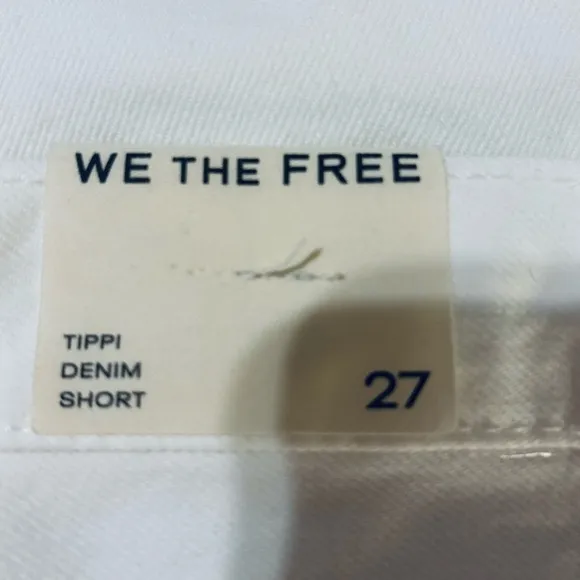 WE THE FREE
TIPPI
DENIM
SHORT
27